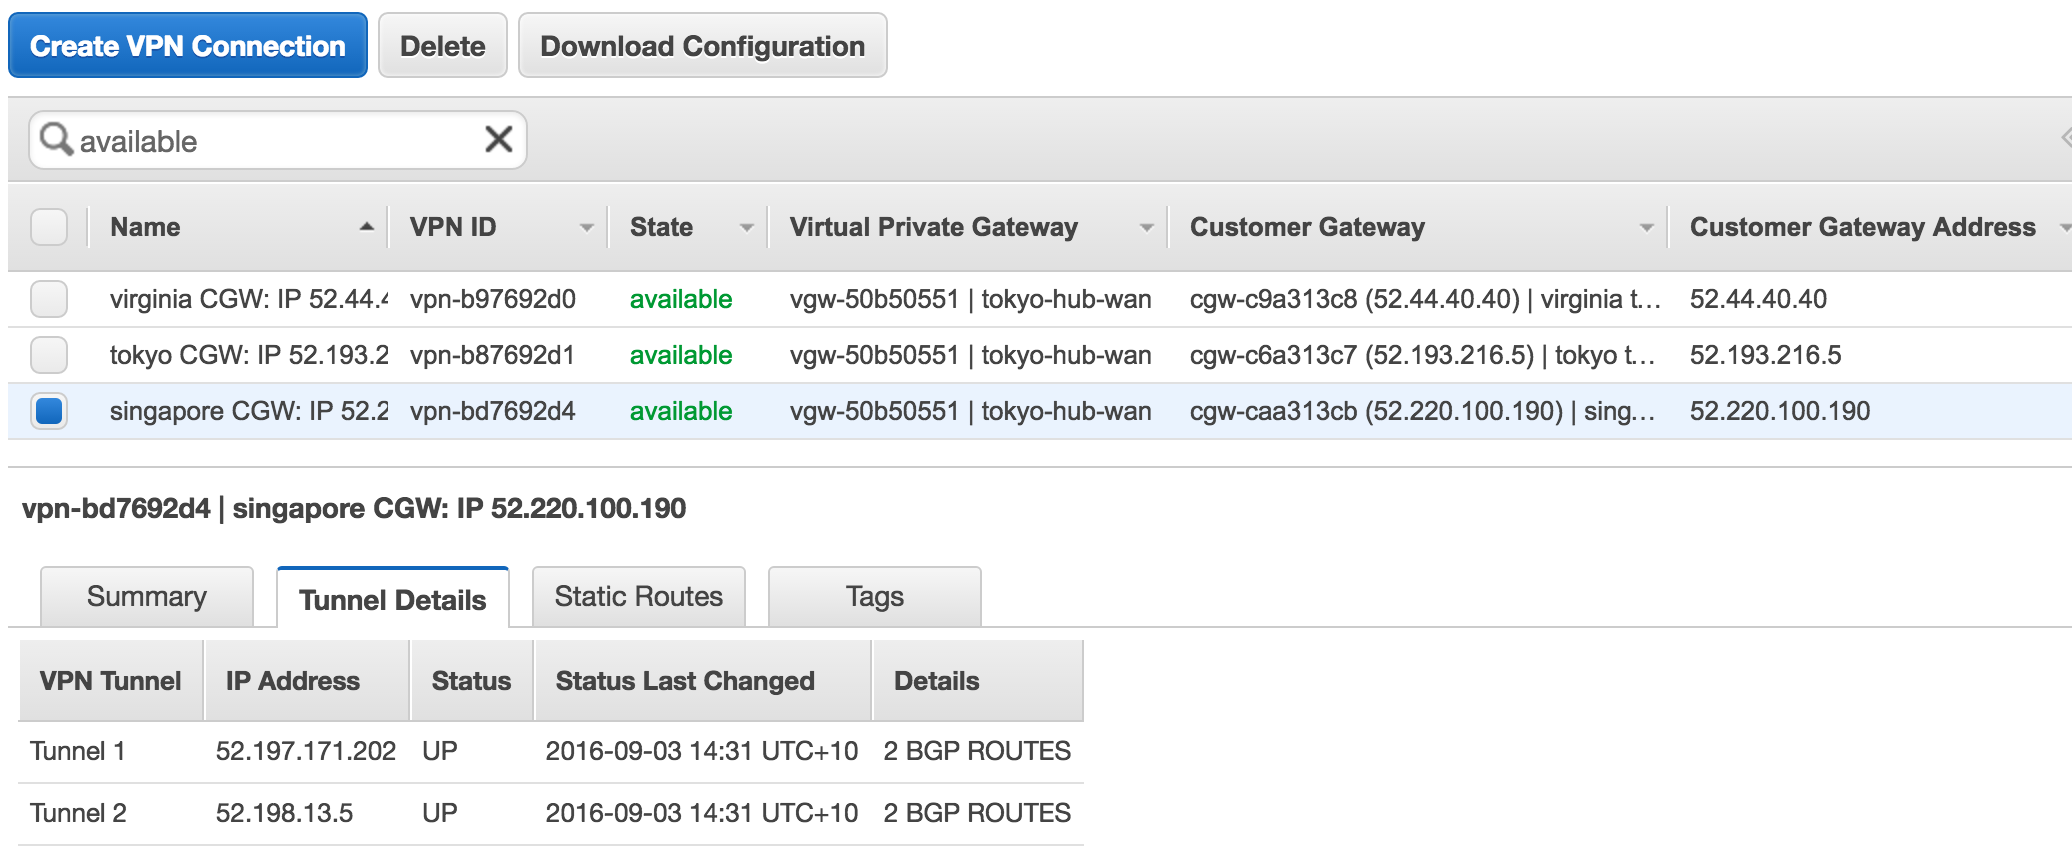 Create VPN Connection Delete Download Configuration
available
Name VPN ID State Virtual Private Gateway Customer Gateway Customer Gateway Address
virginia CGW: IP 52.44.4 vpn-b97692d0 available vgw-50b50551 | tokyo-hub-wan cgw-c9a313c8 (52.44.40.40) | virginia t... 52.44.40.40
tokyo CGW: IP 52.193.2 vpn-b87692d1 available vgw-50b50551 | tokyo-hub-wan cgw-c6a313c7 (52.193.216.5) | tokyo t... 52.193.216.5
singapore CGW: IP 52.2 vpn-bd7692d4 available vgw-50b50551 | tokyo-hub-wan cgw-caa313cb (52.220.100.190) | sing... 52.220.100.190
vpn-bd7692d4 | singapore CGW: IP 52.220.100.190
Summary Tunnel Details Static Routes Tags
VPN Tunnel IP Address Status Status Last Changed Details
Tunnel 1 52.197.171.202 UP 2016-09-03 14:31 UTC+10 2 BGP ROUTES
Tunnel 2 52.198.13.5 UP 2016-09-03 14:31 UTC+10 2 BGP ROUTES